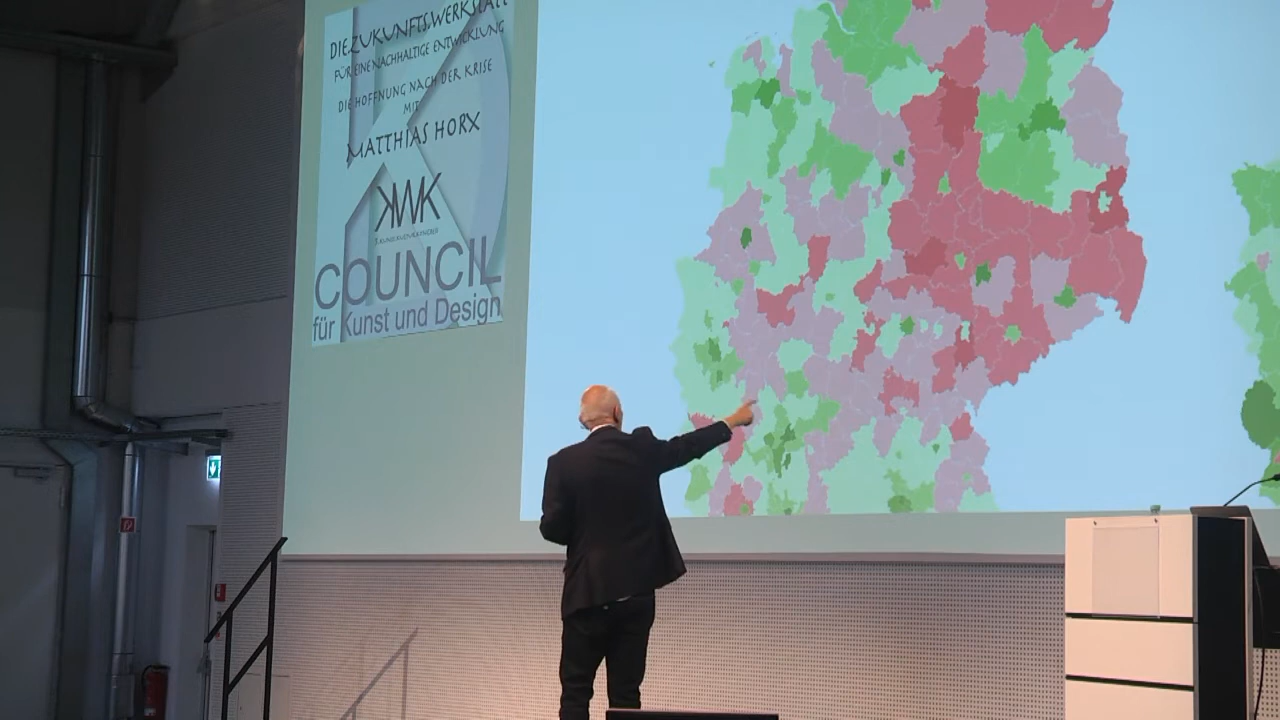 DIE ZUKUNFTSWERKSTATT
FÜR EINE NACHHALTIGE ENTWICKLUNG
DIE HOFFNUNG NACH DER KRISE
MIT
MATTHIAS HORX
KWK
COUNCIL
für Kunst und Design